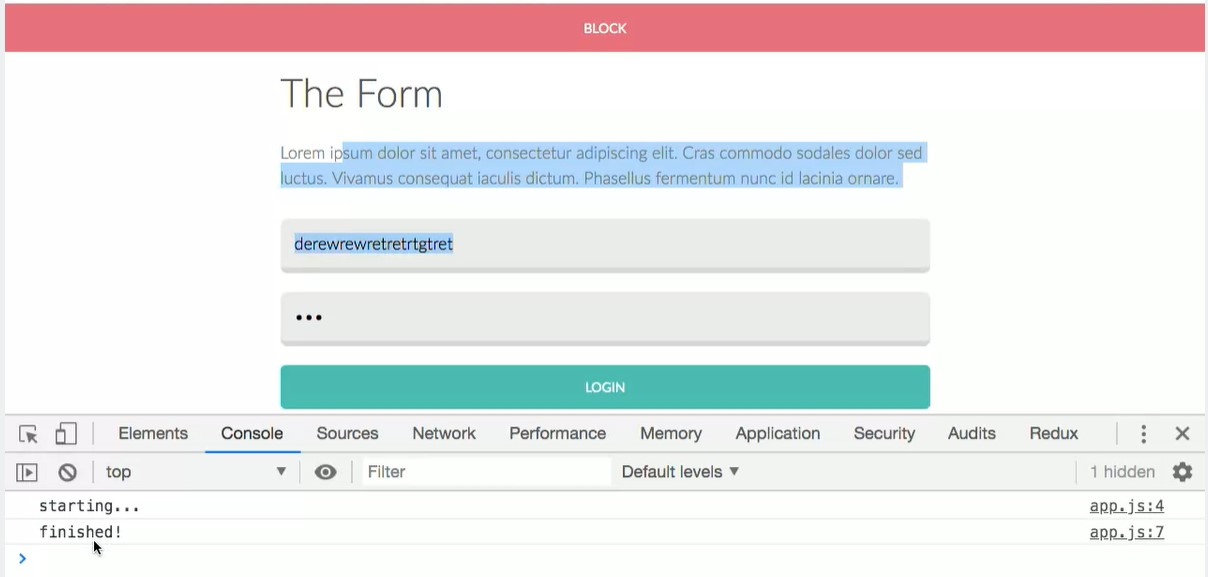 BLOCK
The Form
Lorem ipsum dolor sit amet, consectetur adipiscing elit. Cras commodo sodales dolor sed
luctus. Vivamus consequat iaculis dictum. Phasellus fermentum nunc id lacinia ornare.
derewrewretretrtgtret
•••
LOGIN
Elements Console Sources Network Performance Memory Application Security Audits Redux
top Filter Default levels 1 hidden
starting... app.js:4
finished! app.js:7